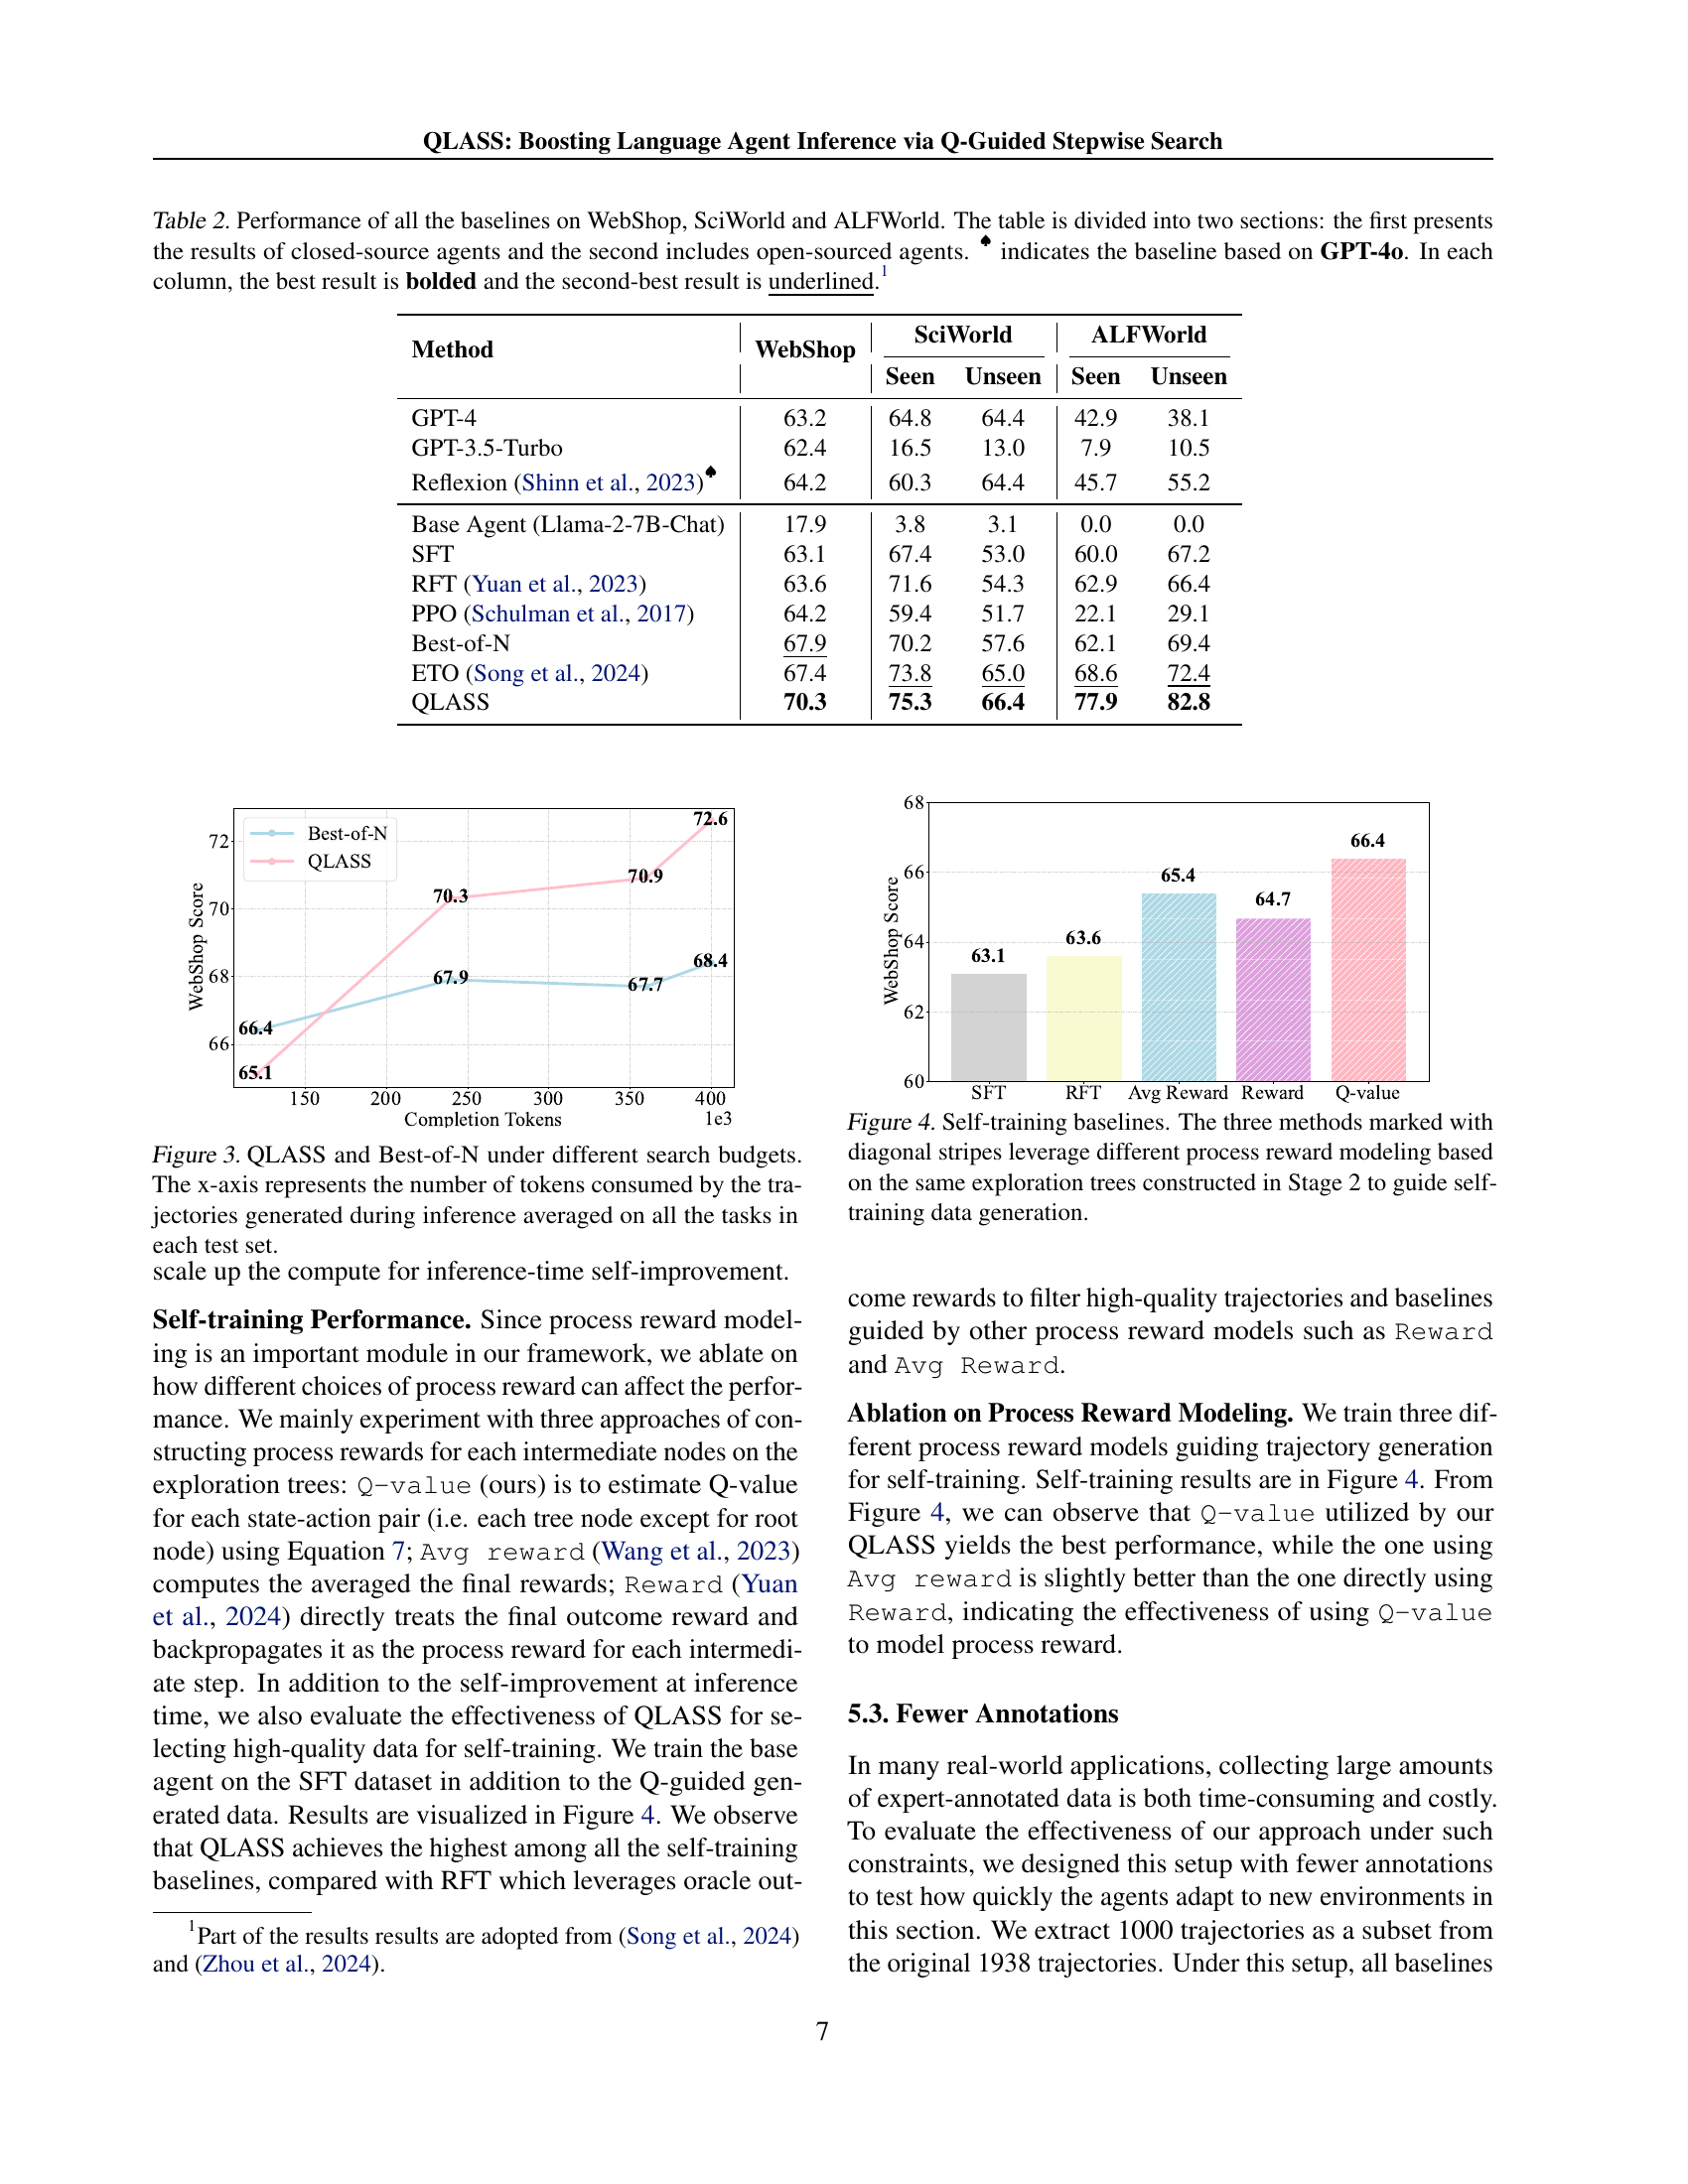 QLASS: Boosting Language Agent Inference via Q-Guided Stepwise Search
Table 2. Performance of all the baselines on WebShop, SciWorld and ALFWorld. The table is divided into two sections: the first presents
the results of closed-source agents and the second includes open-sourced agents. ♠ indicates the baseline based on GPT-4o. In each
column, the best result is bolded and the second-best result is underlined.1
Method WebShop SciWorld ALFWorld
Seen Unseen Seen Unseen
GPT-4 63.2 64.8 64.4 42.9 38.1
GPT-3.5-Turbo 62.4 16.5 13.0 7.9 10.5
Reflexion (Shinn et al., 2023)♠ 64.2 60.3 64.4 45.7 55.2
Base Agent (Llama-2-7B-Chat) 17.9 3.8 3.1 0.0 0.0
SFT 63.1 67.4 53.0 60.0 67.2
RFT (Yuan et al., 2023) 63.6 71.6 54.3 62.9 66.4
PPO (Schulman et al., 2017) 64.2 59.4 51.7 22.1 29.1
Best-of-N 67.9 70.2 57.6 62.1 69.4
ETO (Song et al., 2024) 67.4 73.8 65.0 68.6 72.4
QLASS 70.3 75.3 66.4 77.9 82.8
Best-of-N
QLASS
WebShop Score
72
70
68
66
66.4
65.1
70.3
67.9
70.9
67.7
72.6
68.4
150 200 250 300 350 400
Completion Tokens 1e3
Figure 3. QLASS and Best-of-N under different search budgets.
The x-axis represents the number of tokens consumed by the tra-
jectories generated during inference averaged on all the tasks in
each test set.
scale up the compute for inference-time self-improvement.
Self-training Performance. Since process reward model-
ing is an important module in our framework, we ablate on
how different choices of process reward can affect the perfor-
mance. We mainly experiment with three approaches of con-
structing process rewards for each intermediate nodes on the
exploration trees: Q-value (ours) is to estimate Q-value
for each state-action pair (i.e. each tree node except for root
node) using Equation 7; Avg reward (Wang et al., 2023)
computes the averaged the final rewards; Reward (Yuan
et al., 2024) directly treats the final outcome reward and
backpropagates it as the process reward for each intermedi-
ate step. In addition to the self-improvement at inference
time, we also evaluate the effectiveness of QLASS for se-
lecting high-quality data for self-training. We train the base
agent on the SFT dataset in addition to the Q-guided gen-
erated data. Results are visualized in Figure 4. We observe
that QLASS achieves the highest among all the self-training
baselines, compared with RFT which leverages oracle out-
1Part of the results results are adopted from (Song et al., 2024)
and (Zhou et al., 2024).
WebShop Score
68
66
64
62
60
63.1
63.6
65.4
64.7
66.4
SFT RFT Avg Reward Reward Q-value
Figure 4. Self-training baselines. The three methods marked with
diagonal stripes leverage different process reward modeling based
on the same exploration trees constructed in Stage 2 to guide self-
training data generation.
come rewards to filter high-quality trajectories and baselines
guided by other process reward models such as Reward
and Avg Reward.
Ablation on Process Reward Modeling. We train three dif-
ferent process reward models guiding trajectory generation
for self-training. Self-training results are in Figure 4. From
Figure 4, we can observe that Q-value utilized by our
QLASS yields the best performance, while the one using
Avg reward is slightly better than the one directly using
Reward, indicating the effectiveness of using Q-value
to model process reward.
5.3. Fewer Annotations
In many real-world applications, collecting large amounts
of expert-annotated data is both time-consuming and costly.
To evaluate the effectiveness of our approach under such
constraints, we designed this setup with fewer annotations
to test how quickly the agents adapt to new environments in
this section. We extract 1000 trajectories as a subset from
the original 1938 trajectories. Under this setup, all baselines
7